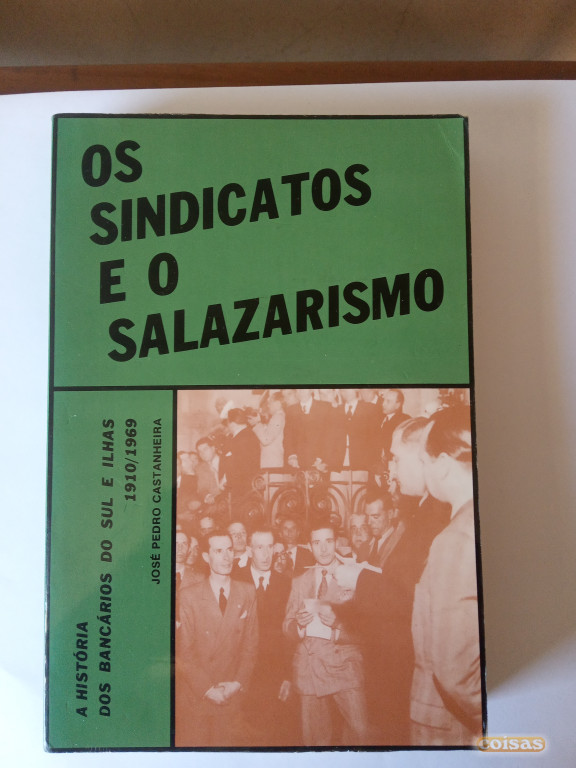 OS
SINDICATOS
E O
SALAZARISMO
A HISTÓRIA
DOS BANCÁRIOS DO SUL E ILHAS
1910/1969
JOSÉ PEDRO CASTANHEIRA
coisas